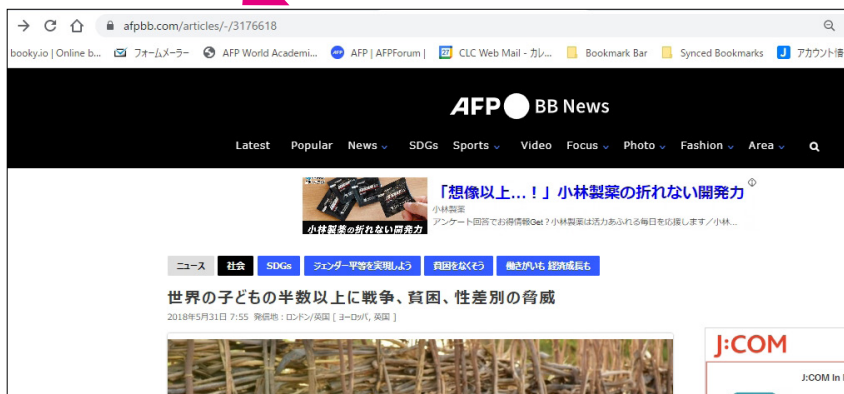 afpbb.com/articles/-/3176618
booky.io | Online b... フォームメーラー AFP World Academi... AFP | AFPForum | CLC Web Mail - カレ... Bookmark Bar Synced Bookmarks アカウント情
AFP BB News
Latest Popular News SDGs Sports Video Focus Photo Fashion Area
「想像以上...！」小林製薬の折れない開発力
小林製薬
アンケート回答でお得情報Get？小林製薬は活力あふれる毎日を応援します／小林...
小林製薬の折れない開発力
ニュース 社会 SDGs ジェンダー平等を実現しよう 貧困をなくそう 働きがいも 経済成長も
世界の子どもの半数以上に戦争、貧困、性差別の脅威
2018年5月31日 7:55 発信地：ロンドン/英国 [ ヨーロッパ, 英国 ]
J:COM
J:COM In